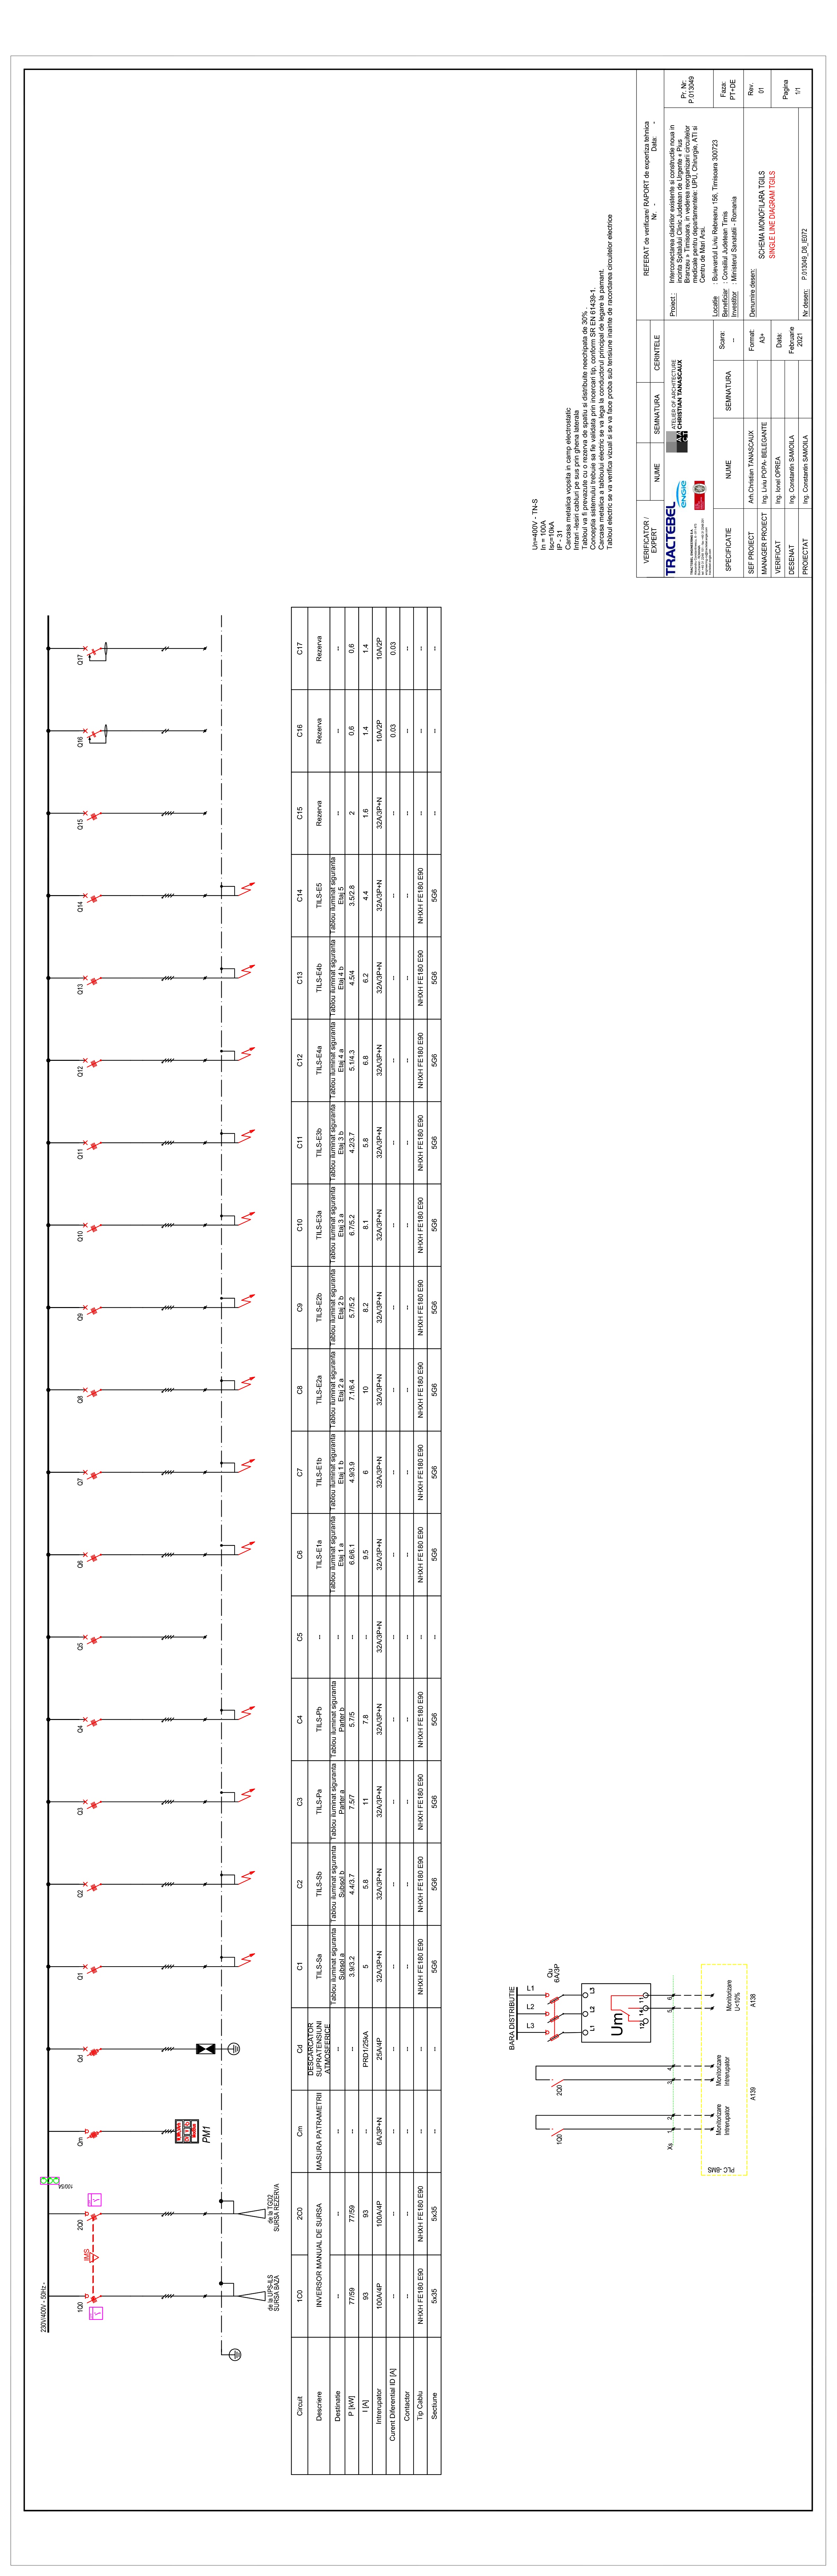 230V/400V - 50Hz -
1Q0
IMS
2Q0
100/5A
Qm
Qd
Q1
Q2
Q3
Q4
Q5
Q6
Q7
Q8
Q9
Q10
Q11
Q12
Q13
Q14
Q15
Q16
Q17
PM1
de la UPS-ILS
SURSA BAZA
de la TGD2
SURSA REZERVA
Circuit 1C0 2C0 Cm Cd C1 C2 C3 C4 C5 C6 C7 C8 C9 C10 C11 C12 C13 C14 C15 C16 C17
Descriere INVERSOR MANUAL DE SURSA MASURA PATRAMETRII DESCARCATOR SUPRATENSIUNI ATMOSFERICE TILS-Sa TILS-Sb TILS-Pa TILS-Pb -- TILS-E1a TILS-E1b TILS-E2a TILS-E2b TILS-E3a TILS-E3b TILS-E4a TILS-E4b TILS-E5 Rezerva Rezerva Rezerva
Destinatie -- -- -- -- Tablou iluminat siguranta Subsol a Tablou iluminat siguranta Subsol b Tablou iluminat siguranta Parter a Tablou iluminat siguranta Parter b -- Tablou iluminat siguranta Etaj 1 a Tablou iluminat siguranta Etaj 1 b Tablou iluminat siguranta Etaj 2 a Tablou iluminat siguranta Etaj 2 b Tablou iluminat siguranta Etaj 3 a Tablou iluminat siguranta Etaj 3 b Tablou iluminat siguranta Etaj 4 a Tablou iluminat siguranta Etaj 4 b Tablou iluminat siguranta Etaj 5 -- -- --
P [kW] 77/59 77/59 -- -- 3.9/3.2 4.4/3.7 7.5/7 5.7/5 -- 6.6/6.1 4.9/3.9 7.1/6.4 5.7/5.2 6.7/5.2 4.2/3.7 5.1/4.3 4.5/4 3.5/2.8 2 0,6 0,6
I [A] 93 93 -- PRD1/25kA 5 5.8 11 7.8 -- 9.5 6 10 8.2 8.1 5.8 6.8 6.2 4.4 1.6 1.4 1.4
Intrerupator 100A/4P 100A/4P 6A/3P+N 25A/4P 32A/3P+N 32A/3P+N 32A/3P+N 32A/3P+N 32A/3P+N 32A/3P+N 32A/3P+N 32A/3P+N 32A/3P+N 32A/3P+N 32A/3P+N 32A/3P+N 32A/3P+N 32A/3P+N 32A/3P+N 10A/2P 10A/2P
Curent Diferential ID [A] -- -- -- -- -- -- -- -- -- -- -- -- -- -- -- -- -- -- -- 0.03 0.03
Contactor -- -- -- -- -- -- -- -- -- -- -- -- -- -- -- -- -- -- -- -- --
Tip Cablu NHXH FE180 E90 NHXH FE180 E90 -- -- NHXH FE180 E90 NHXH FE180 E90 NHXH FE180 E90 NHXH FE180 E90 -- NHXH FE180 E90 NHXH FE180 E90 NHXH FE180 E90 NHXH FE180 E90 NHXH FE180 E90 NHXH FE180 E90 NHXH FE180 E90 NHXH FE180 E90 NHXH FE180 E90 -- -- --
Sectiune 5x35 5x35 -- -- 5G6 5G6 5G6 5G6 -- 5G6 5G6 5G6 5G6 5G6 5G6 5G6 5G6 5G6 -- -- --
BARA DISTRIBUTIE
L3 L2 L1
Qu
6A/3P
L1 L2 L3
Um
12 14 11
1Q0
2Q0
X6
1 2 3 4 5 6
Monitorizare
Intrerupator
Monitorizare
Intrerupator
Monitorizare
U<10%
PLC -BMS
A139
A138
Un=400V - TN-S
In = 100A
Isc=10kA
IP - 31
Carcasa metalica vopsita in camp electrostatic
Intrari -iesiri cabluri pe sus prin ghena laterala
Tabloul va fi prevazute cu o rezerva de spatiu si distributie neechipata de 30% .
Conceptia sistemului trebuie sa fie validata prin incercari tip, conform SR EN 61439-1.
Carcasa metalica a tabloului electric se va lega la conductorul principal de legare la pamant.
Tabloul electric se va verifica vizual si se va face proba sub tensiune inainte de racordarea circuitelor electrice
VERIFICATOR / EXPERT
NUME
SEMNATURA
CERINTELE
REFERAT de verificare/ RAPORT de expertiza tehnica
Nr. - Data: -
TRACTEBEL
ENGIE
TRACTEBEL ENGINEERING S.A.
ATELIER OF ARCHITECTURE
CHRISTIAN TANASCAUX
Proiect :
Interconectarea cladirilor existente si constructie noua in
incinta Spitalului Clinic Judetean de Urgente « Pius
Branzeu » Timisoara, in vederea reorganizarii circuitelor
medicale pentru departamentele: UPU, Chirurgie, ATI si
Centru de Mari Arsi.
Pr. Nr:
P.013049
SPECIFICATIE
NUME
SEMNATURA
Scara:
--
Locatie : Bulevardul Liviu Rebreanu 156, Timisoara 300723
Beneficiar : Consiliul Judetean Timis
Investitor : Ministerul Sanatatii - Romania
Faza:
PT+DE
SEF PROIECT Arh.Christian TANASCAUX
MANAGER PROIECT Ing. Liviu POPA- BELEGANTE
VERIFICAT Ing. Ionel OPREA
DESENAT Ing. Constantin SAMOILA
PROIECTAT Ing. Constantin SAMOILA
Format:
A3+
Data:
Februarie
2021
Denumire desen:
SCHEMA MONOFILARA TGILS
SINGLE LINE DIAGRAM TGILS
Nr desen: P.013049_D8_IE072
Rev.
01
Pagina
1/1